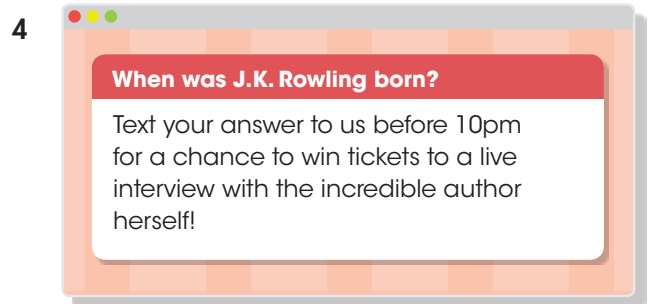 4
When was J.K. Rowling born?
Text your answer to us before 10pm
for a chance to win tickets to a live
interview with the incredible author
herself!